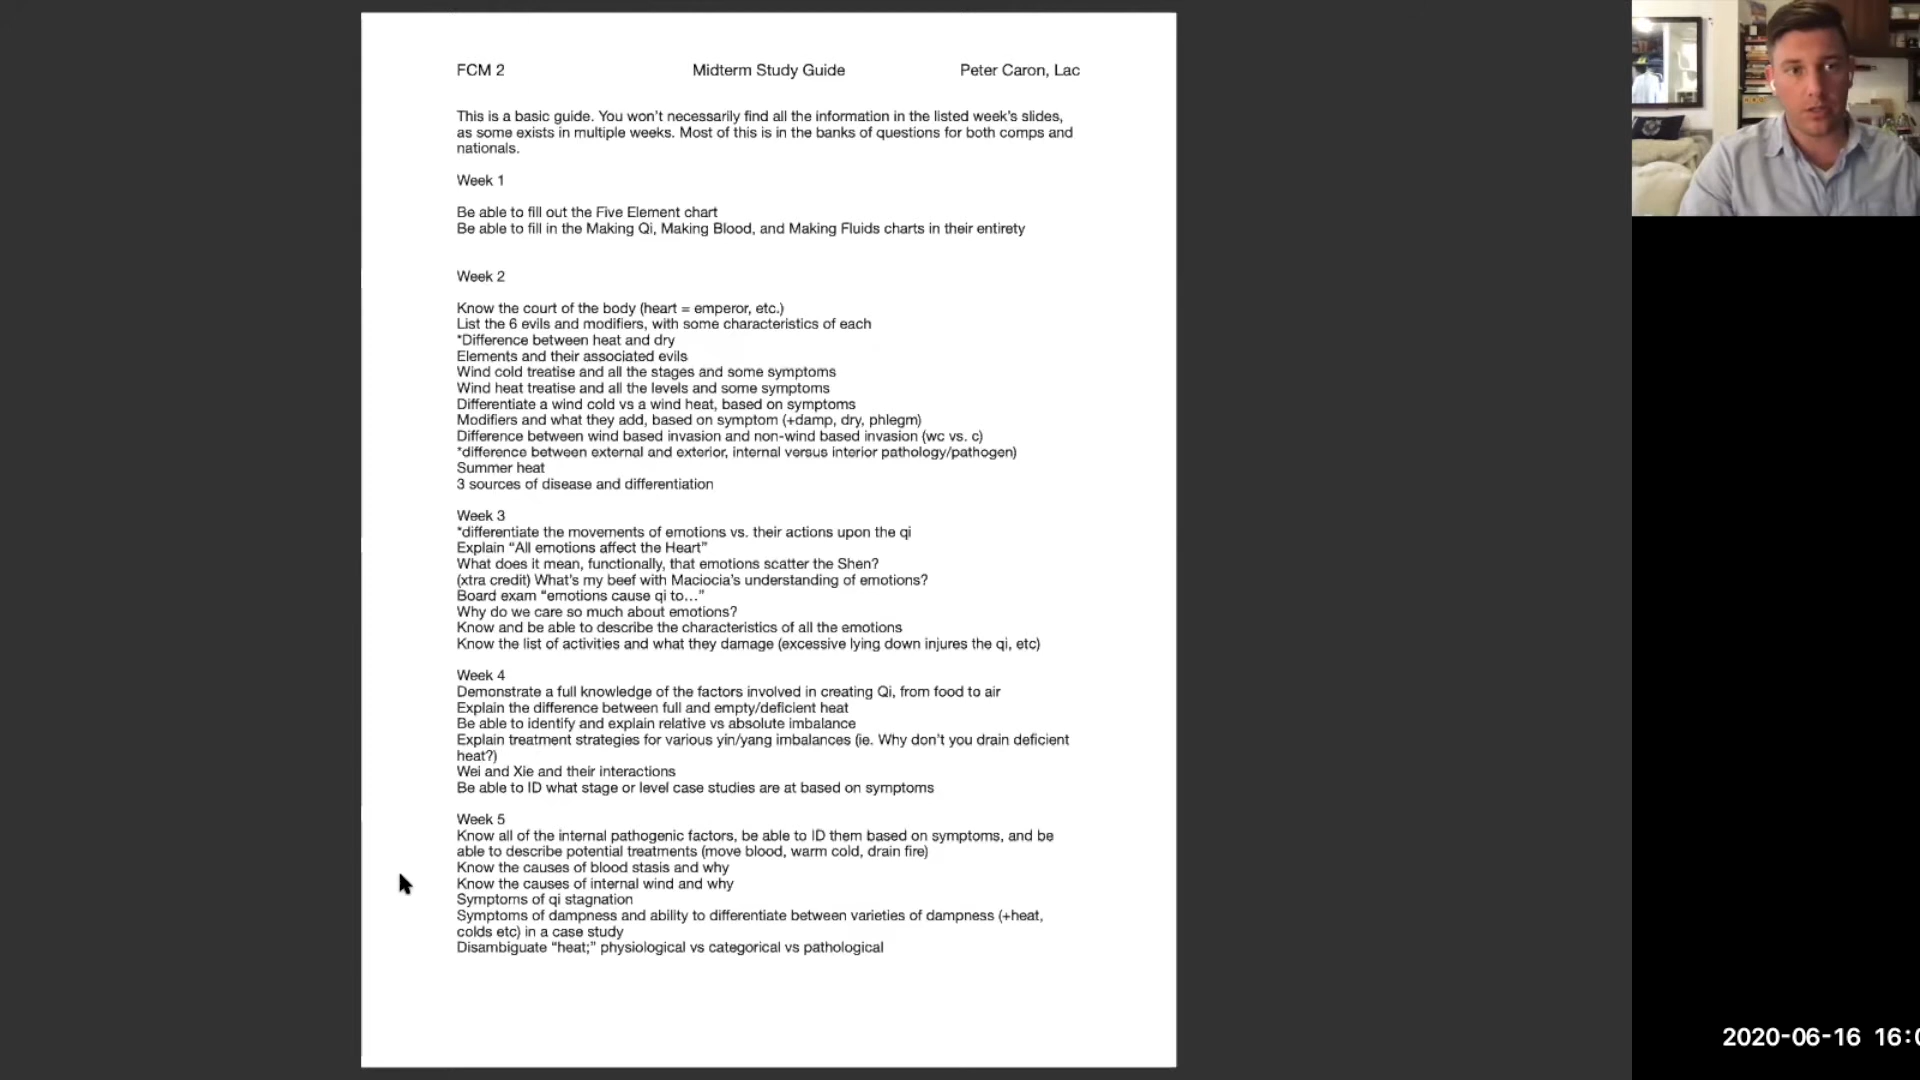 FCM 2 Midterm Study Guide Peter Caron, Lac
This is a basic guide. You won't necessarily find all the information in the listed week's slides,
as some exists in multiple weeks. Most of this is in the banks of questions for both comps and
nationals.
Week 1
Be able to fill out the Five Element chart
Be able to fill in the Making Qi, Making Blood, and Making Fluids charts in their entirety
Week 2
Know the court of the body (heart = emperor, etc.)
List the 6 evils and modifiers, with some characteristics of each
*Difference between heat and dry
Elements and their associated evils
Wind cold treatise and all the stages and some symptoms
Wind heat treatise and all the levels and some symptoms
Differentiate a wind cold vs a wind heat, based on symptoms
Modifiers and what they add, based on symptom (+damp, dry, phlegm)
Difference between wind based invasion and non-wind based invasion (wc vs. c)
*difference between external and exterior, internal versus interior pathology/pathogen)
Summer heat
3 sources of disease and differentiation
Week 3
*differentiate the movements of emotions vs. their actions upon the qi
Explain “All emotions affect the Heart”
What does it mean, functionally, that emotions scatter the Shen?
(xtra credit) What's my beef with Maciocia's understanding of emotions?
Board exam “emotions cause qi to…”
Why do we care so much about emotions?
Know and be able to describe the characteristics of all the emotions
Know the list of activities and what they damage (excessive lying down injures the qi, etc)
Week 4
Demonstrate a full knowledge of the factors involved in creating Qi, from food to air
Explain the difference between full and empty/deficient heat
Be able to identify and explain relative vs absolute imbalance
Explain treatment strategies for various yin/yang imbalances (ie. Why don't you drain deficient
heat?)
Wei and Xie and their interactions
Be able to ID what stage or level case studies are at based on symptoms
Week 5
Know all of the internal pathogenic factors, be able to ID them based on symptoms, and be
able to describe potential treatments (move blood, warm cold, drain fire)
Know the causes of blood stasis and why
Know the causes of internal wind and why
Symptoms of qi stagnation
Symptoms of dampness and ability to differentiate between varieties of dampness (+heat,
colds etc) in a case study
Disambiguate “heat;” physiological vs categorical vs pathological
2020-06-16 16:0